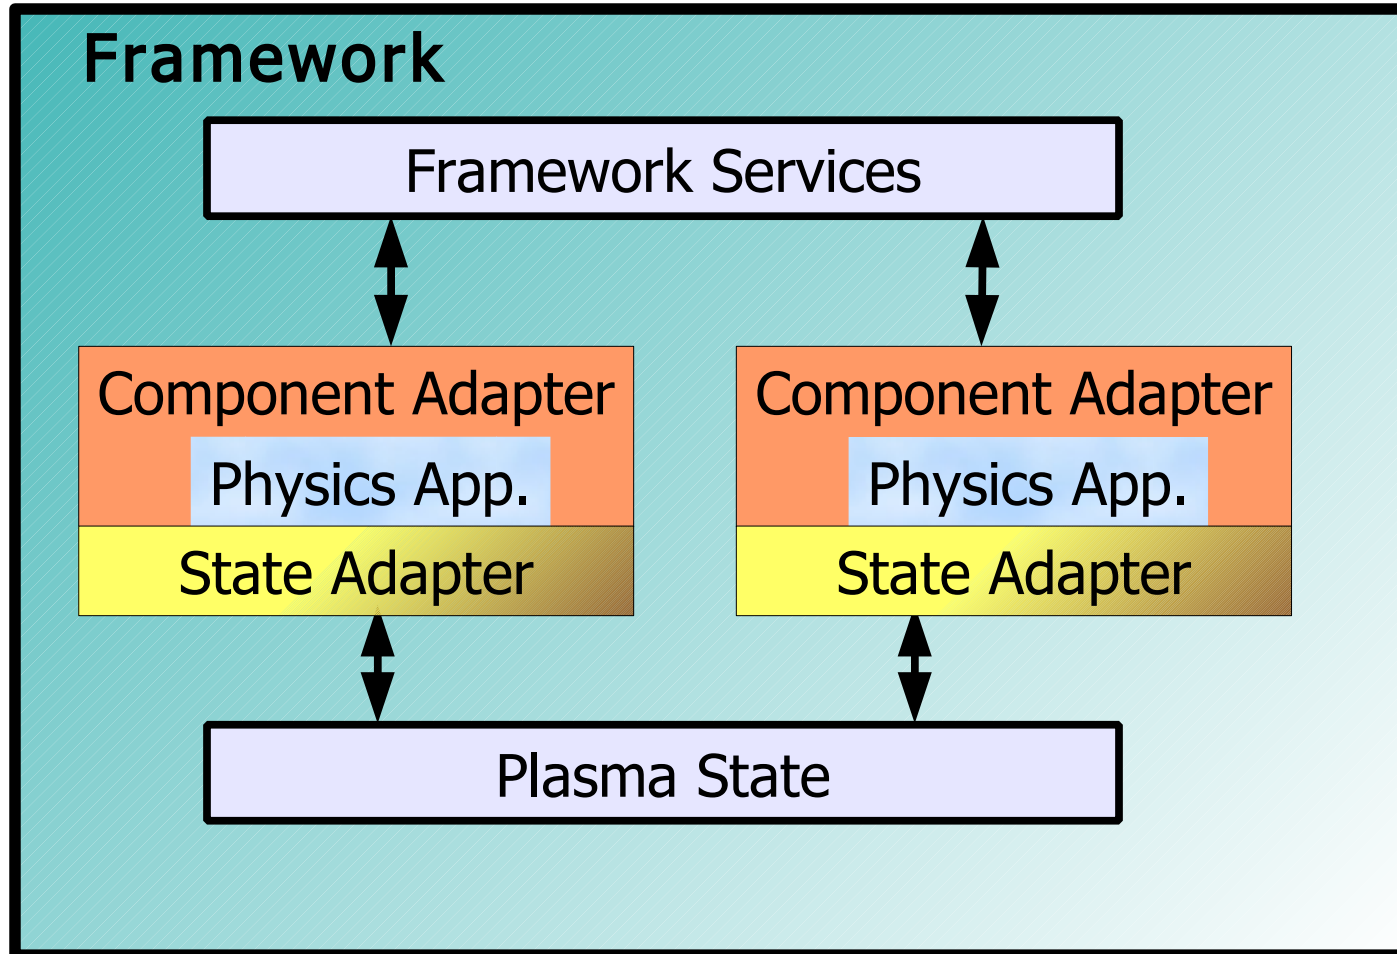 Framework
Framework Services
Component Adapter
Physics App.
State Adapter
Component Adapter
Physics App.
State Adapter
Plasma State